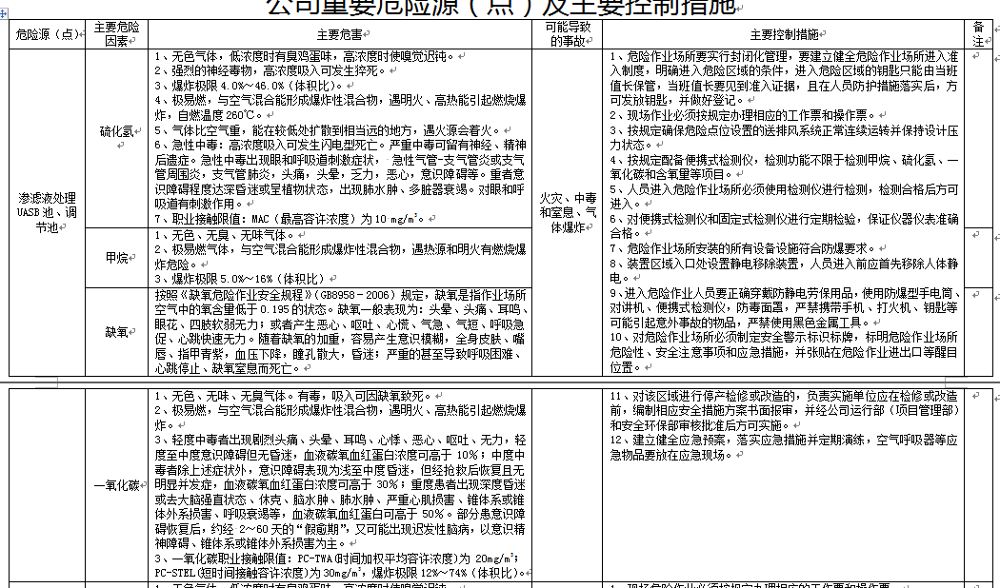 公司重要危险源（点）及主要控制措施
危险源（点）
主要危险
因素
主要危害
可能导致
的事故
主要控制措施
备
注
渗滤液处理
UASB 池、调
节池
硫化氢
1、无色气体，低浓度时有臭鸡蛋味，高浓度时使嗅觉迟钝。
2、强烈的神经毒物，高浓度吸入可发生猝死。
3、爆炸极限 4.0%～46.0%（体积比）。
4、极易燃，与空气混合能形成爆炸性混合物，遇明火、高热能引起燃烧爆
炸，自燃温度 260℃。
5、气体比空气重，能在较低处扩散到相当远的地方，遇火源会着火。
6、急性中毒：高浓度吸入可发生闪电型死亡。严重中毒可留有神经、精神
后遗症。急性中毒出现眼和呼吸道刺激症状， 急性气管-支气管炎或支气
管周围炎，支气管肺炎，头痛，头晕，乏力，恶心，意识障碍等。重者意
识障碍程度达深昏迷或呈植物状态，出现肺水肿、多脏器衰竭。对眼和呼
吸道有刺激作用。
7、职业接触限值：MAC（最高容许浓度）为 10 mg/m³。
甲烷
1、无色、无臭、无味气体。
2、极易燃气体，与空气混合能形成爆炸性混合物，遇热源和明火有燃烧爆
炸危险。
3、爆炸极限 5.0%～16%（体积比）
缺氧
按照《缺氧危险作业安全规程》（GB8958－2006）规定，缺氧是指作业场所
空气中的氧含量低于 0.195 的状态。缺氧一般表现为：头晕、头痛、耳鸣、
眼花、四肢软弱无力；或者产生恶心、呕吐、心慌、气急、气短、呼吸急
促、心跳快速无力。随着缺氧的加重，容易产生意识模糊，全身皮肤、嘴
唇、指甲青紫，血压下降，瞳孔散大，昏迷；严重的甚至导致呼吸困难、
心跳停止、缺氧窒息而死亡。
火灾、中毒
和窒息、气
体爆炸
1、危险作业场所要实行封闭化管理，要建立健全危险作业场所进入准
入制度，明确进入危险区域的条件，进入危险区域的钥匙只能由当班
值长保管，当班值长要见到准入证据，且在人员防护措施落实后，方
可发放钥匙，并做好登记。
2、现场作业必须按规定办理相应的工作票和操作票。
3、按规定确保危险点位设置的送排风系统正常连续运转并保持设计压
力状态。
4、按规定配备便携式检测仪，检测功能不限于检测甲烷、硫化氢、一
氧化碳和含氧量等项目。
5、人员进入危险作业场所必须使用检测仪进行检测，检测合格后方可
进入。
6、对便携式检测仪和固定式检测仪进行定期检验，保证仪器仪表准确
合格。
7、危险作业场所安装的所有设备设施符合防爆要求。
8、装置区域入口处设置静电移除装置，人员进入前应首先移除人体静
电。
9、进入危险作业人员要正确穿戴防静电劳保用品，使用防爆型手电筒、
对讲机、便携式检测仪，防毒面罩，严禁携带手机、打火机、钥匙等
可能引起意外事故的物品，严禁使用黑色金属工具。
10、对危险作业场所必须制定安全警示标识标牌，标明危险作业场所
危险性、安全注意事项和应急措施，并张贴在危险作业进出口等醒目
位置。
一氧化碳
1、无色、无味、无臭气体。有毒，吸入可因缺氧致死。
2、极易燃，与空气混合能形成爆炸性混合物，遇明火、高热能引起燃烧爆
炸。
3、轻度中毒者出现剧烈头痛、头晕、耳鸣、心悸、恶心、呕吐、无力，轻
度至中度意识障碍但无昏迷，血液碳氧血红蛋白浓度可高于 10%；中度中
毒者除上述症状外，意识障碍表现为浅至中度昏迷，但经抢救后恢复且无
明显并发症，血液碳氧血红蛋白浓度可高于 30%；重度患者出现深度昏迷
或去大脑强直状态、休克、脑水肿、肺水肿、严重心肌损害、锥体系或锥
体外系损害、呼吸衰竭等，血液碳氧血红蛋白可高于 50%。部分患意识障
碍恢复后，约经 2～60 天的“假愈期”，又可能出现迟发性脑病，以意识精
神障碍、锥体系或锥体外系损害为主。
3、一氧化碳职业接触限值：PC-TWA(时间加权平均容许浓度)为 20mg/m³；
PC-STEL(短时间接触容许浓度)为 30mg/m³，爆炸极限 12%～74%（体积比）。
11、对该区域进行停产检修或改造的，负责实施单位应在检修或改造
前，编制相应安全措施方案书面报审，并经公司运行部（项目管理部）
和安全环保部审核批准后方可实施。
12、建立健全应急预案，落实应急措施并定期演练，空气呼吸器等应
急物品要放在应急现场。
1、无色气体，低浓度时有臭鸡蛋味，高浓度时使嗅觉迟钝。
1、现场危险作业必须按规定办理相应的工作票和操作票。